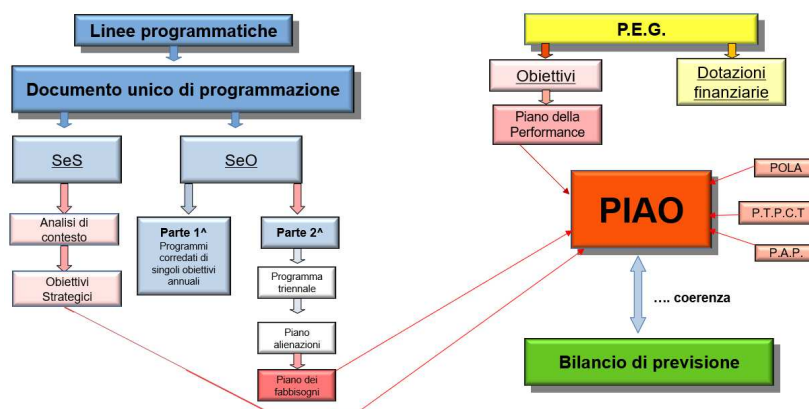 Linee programmatiche
Documento unico di programmazione
SeS
SeO
Analisi di
contesto
Obiettivi
Strategici
Parte 1^
Programmi
corredati di
singoli obiettivi
annuali
Parte 2^
Programma
triennale
Piano
alienazioni
Piano dei
fabbisogni
P.E.G.
Obiettivi
Dotazioni
finanziarie
Piano della
Performance
PIAO
POLA
P.T.P.C.T
P.A.P.
.... coerenza
Bilancio di previsione